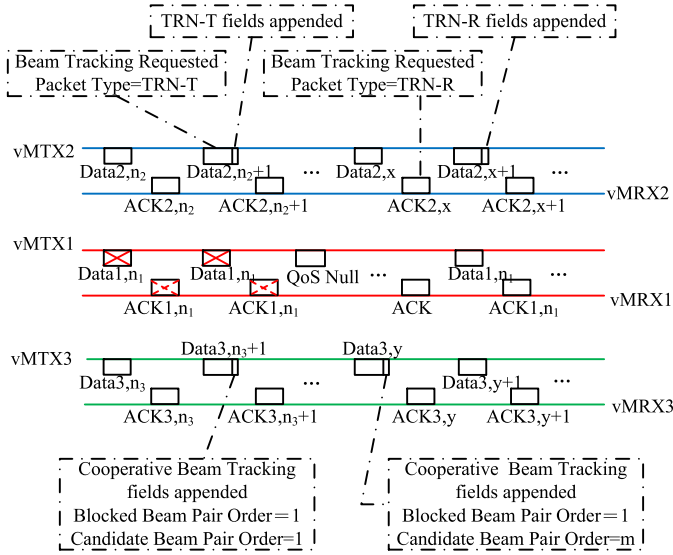 TRN-T fields appended
TRN-R fields appended
Beam Tracking Requested
Packet Type=TRN-T
Beam Tracking Requested
Packet Type=TRN-R
vMTX2
Data2,n₂
Data2,n₂+1
...
Data2,x
Data2,x+1
...
vMRX2
ACK2,n₂
ACK2,n₂+1
ACK2,x
ACK2,x+1
vMTX1
Data1,n₁
Data1,n₁
QoS Null
...
Data1,n₁
...
vMRX1
ACK1,n₁
ACK1,n₁
ACK
ACK1,n₁
vMTX3
Data3,n₃+1
Data3,y
Data3,n₃
...
Data3,y+1
...
vMRX3
ACK3,n₃
ACK3,n₃+1
ACK3,y
ACK3,y+1
Cooperative Beam Tracking
fields appended
Blocked Beam Pair Order=1
Candidate Beam Pair Order=1
Cooperative Beam Tracking
fields appended
Blocked Beam Pair Order=1
Candidate Beam Pair Order=m